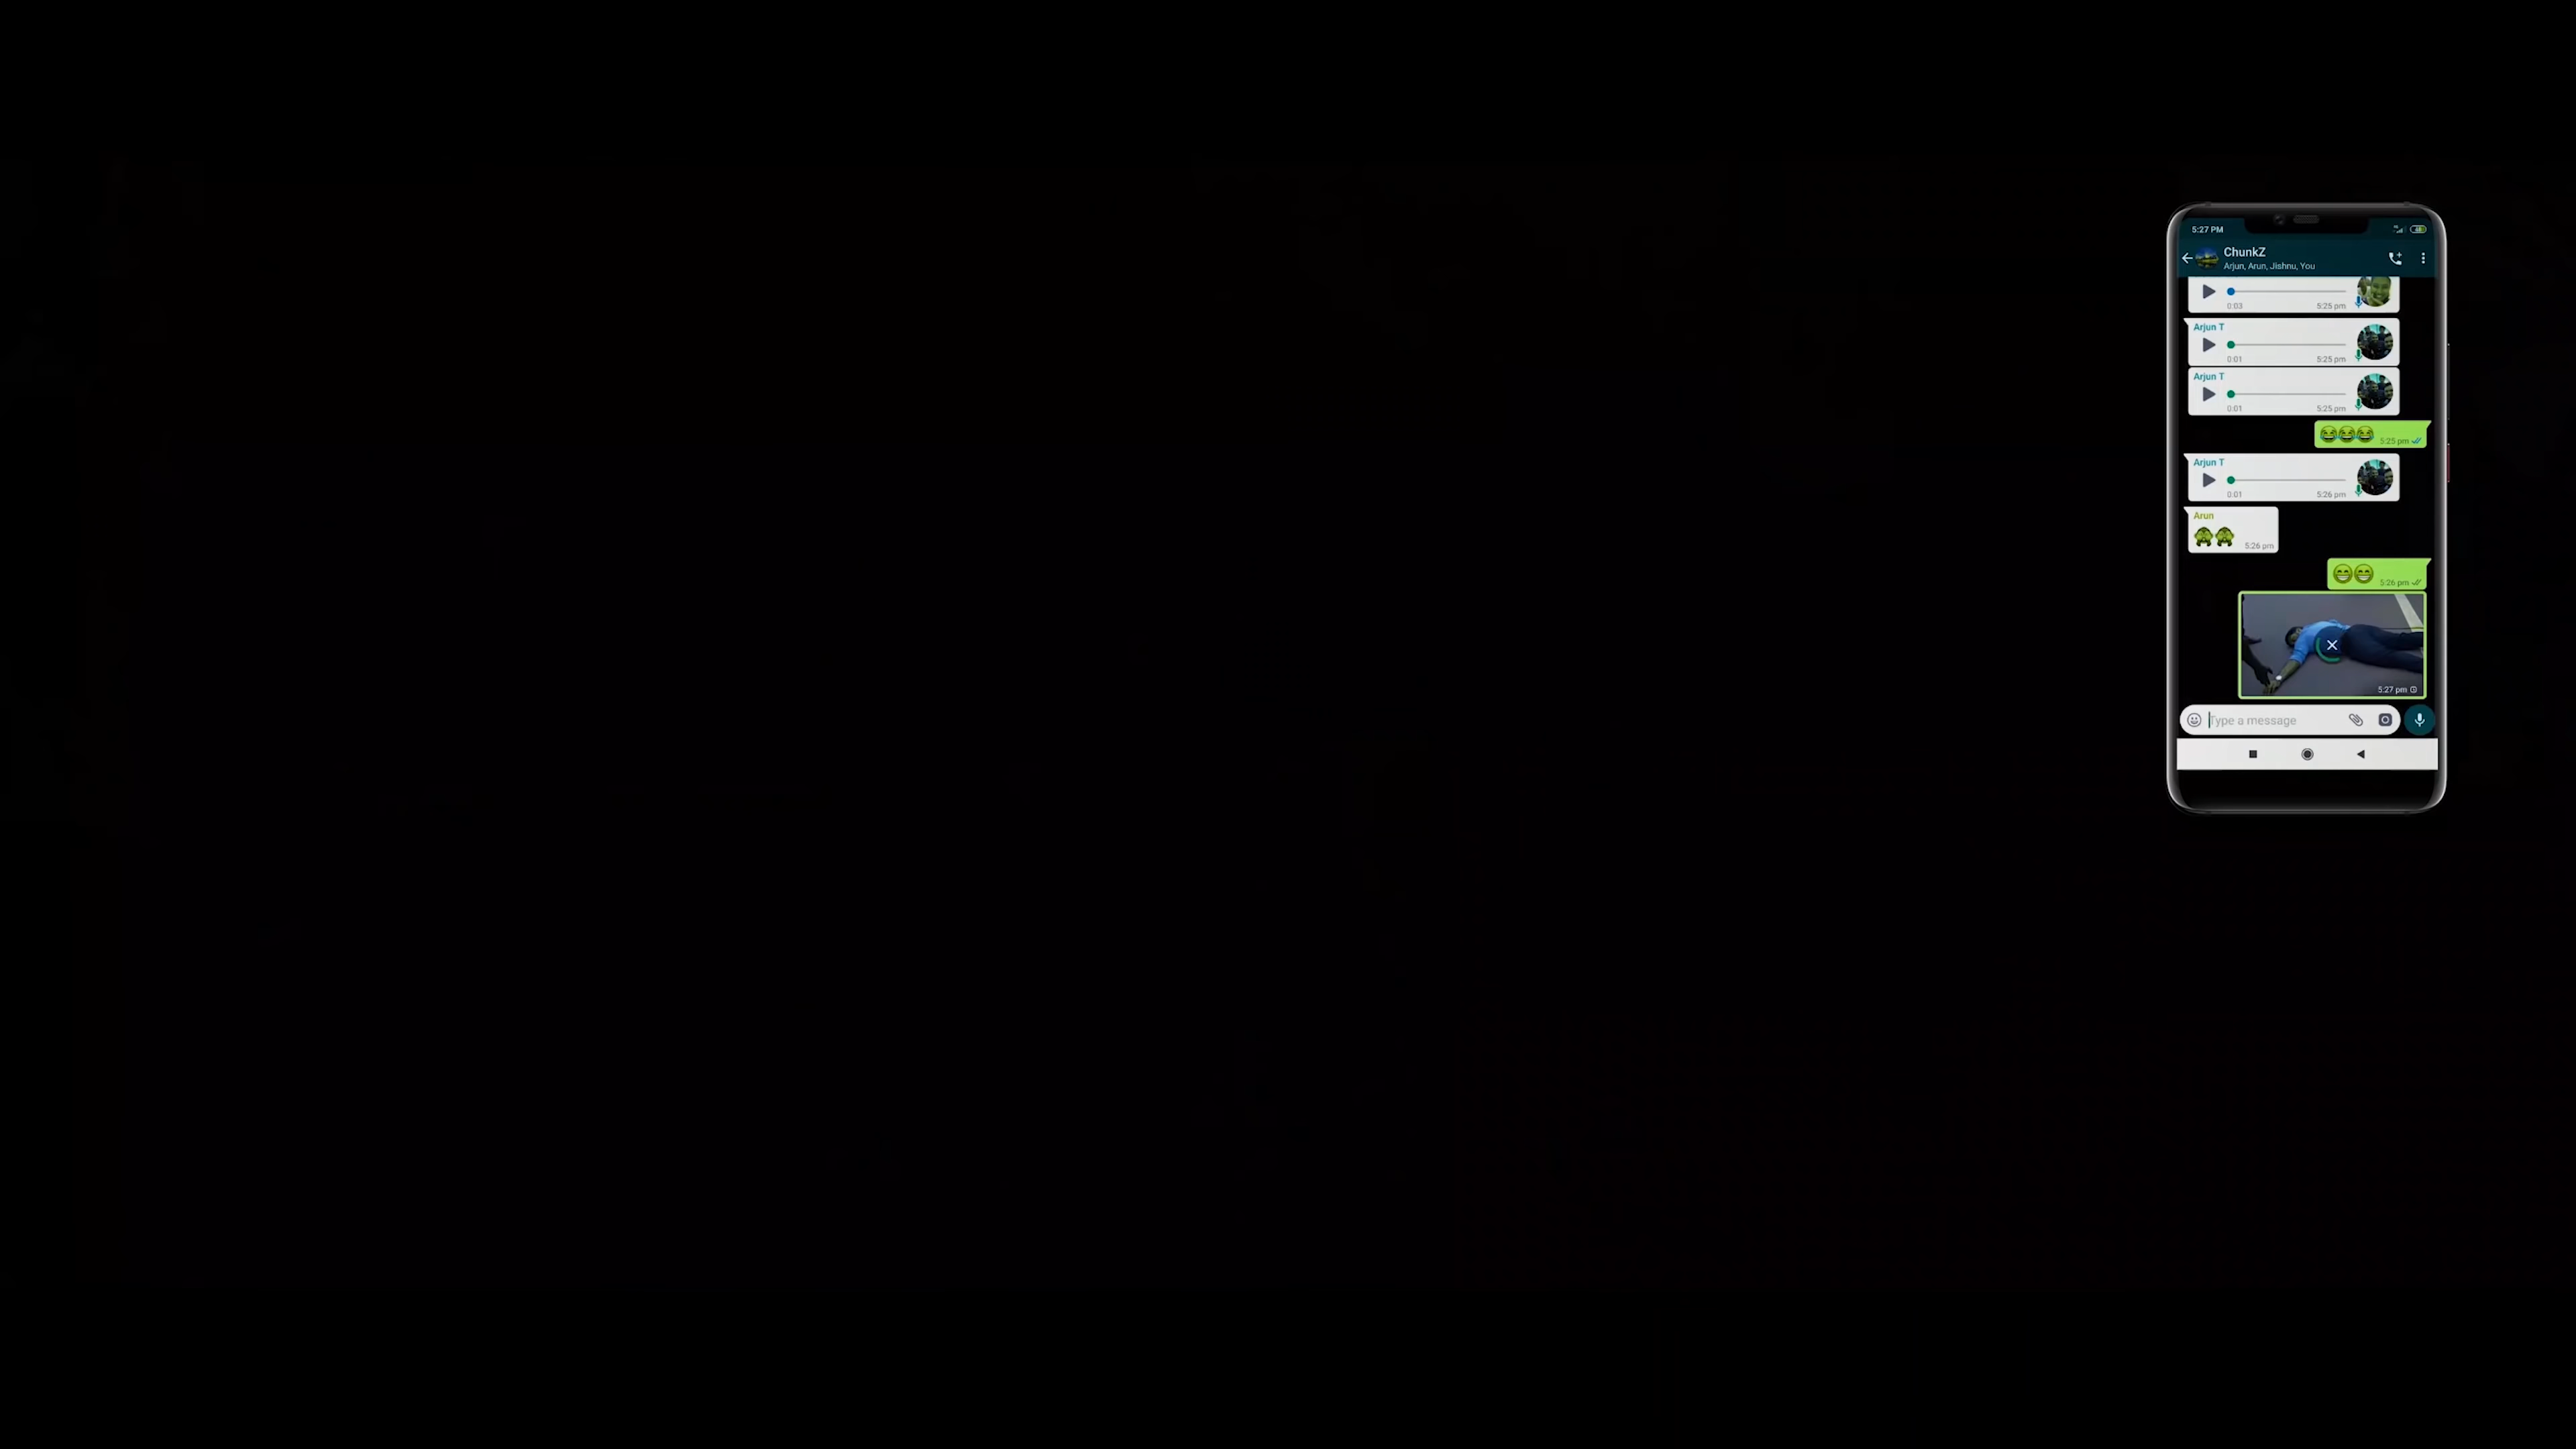 5:27 PM
ChunkZ
Arjun, Arun, Jishnu, You
0:03 5:25 pm
Arjun T
0:01 5:25 pm
Arjun T
0:01 5:25 pm
5:25 pm
Arjun T
0:01 5:26 pm
Arun
5:26 pm
5:26 pm
5:27 pm
Type a message